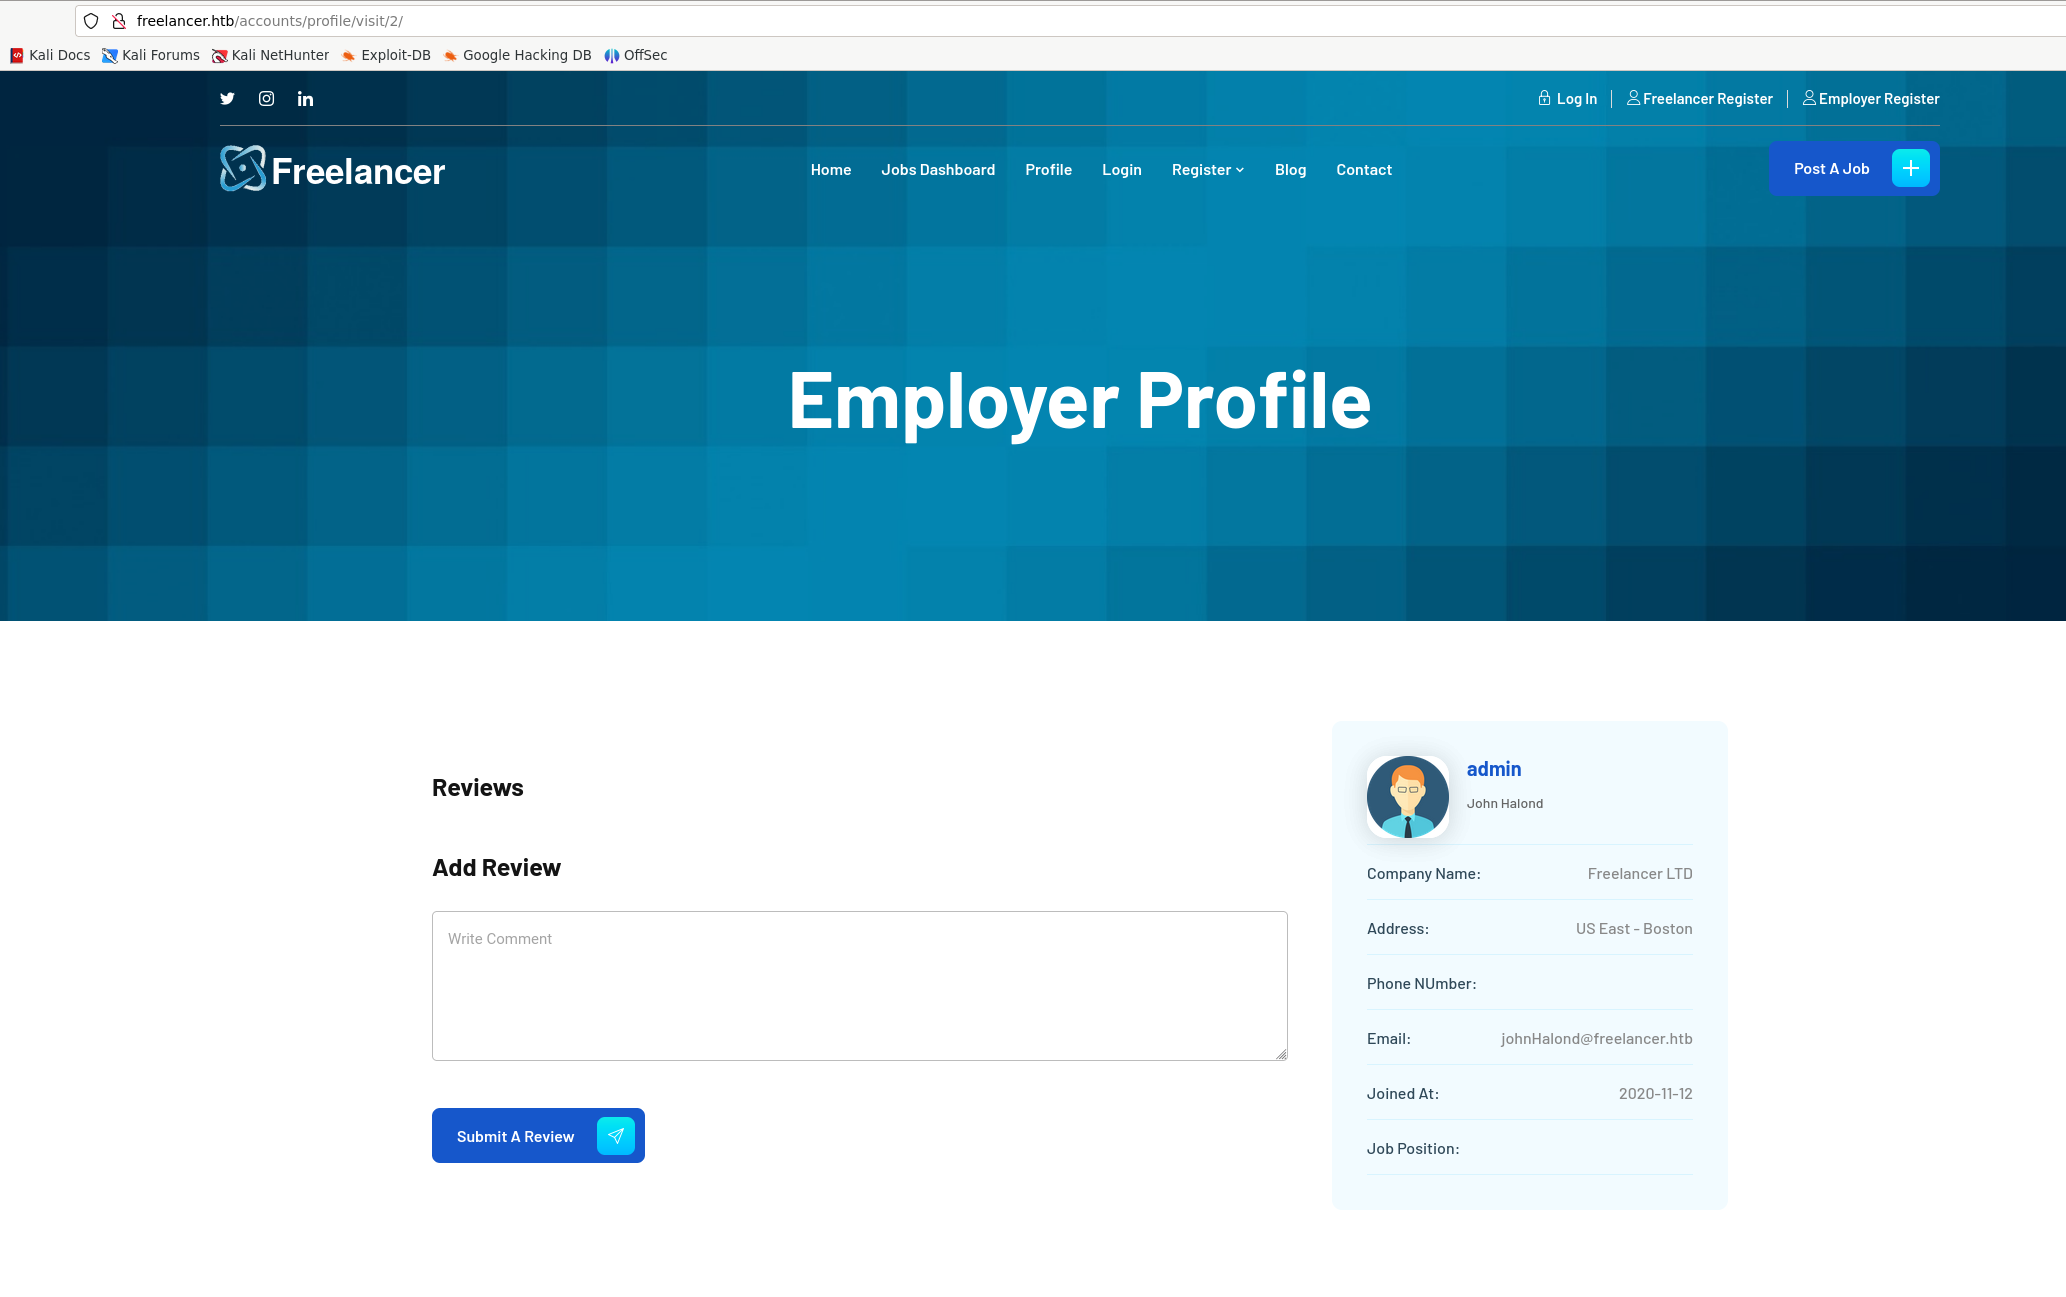 freelancer.htb/accounts/profile/visit/2/
Kali Docs Kali Forums Kali NetHunter Exploit-DB Google Hacking DB OffSec
Log In Freelancer Register Employer Register
Freelancer Home Jobs Dashboard Profile Login Register Blog Contact Post A Job
Employer Profile
Reviews
Add Review
Write Comment
Submit A Review
admin
John Halond
Company Name: Freelancer LTD
Address: US East - Boston
Phone NUmber:
Email: johnHalond@freelancer.htb
Joined At: 2020-11-12
Job Position: